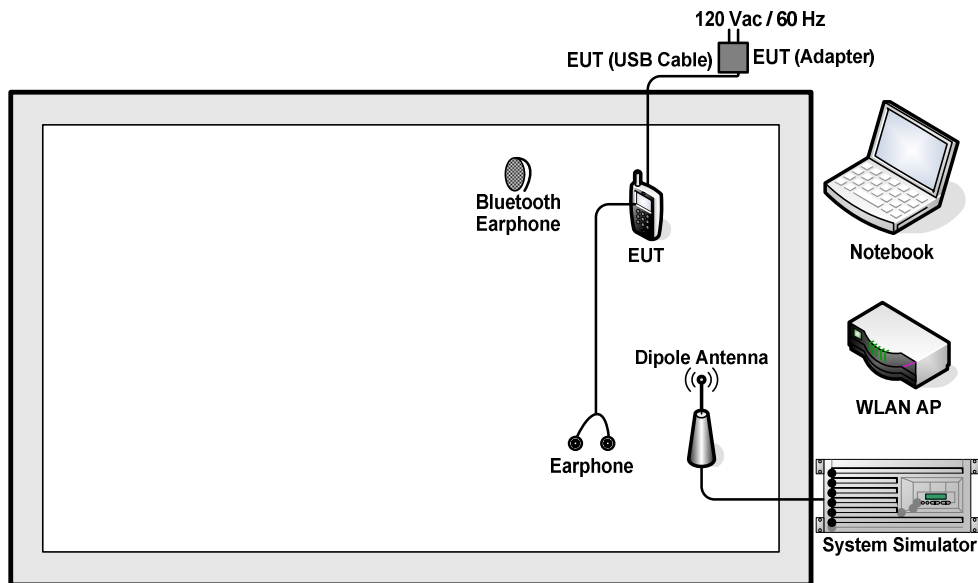 120 Vac / 60 Hz
EUT (USB Cable)
EUT (Adapter)
Bluetooth
Earphone
EUT
Notebook
Dipole Antenna
WLAN AP
Earphone
System Simulator